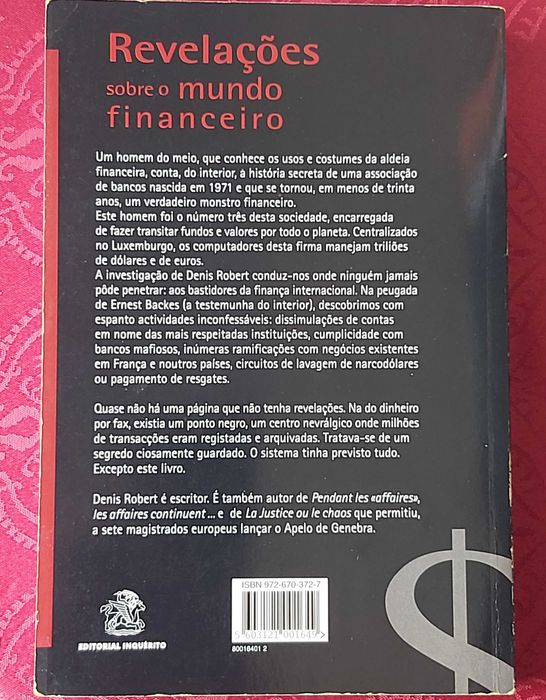 Revelações
sobre o mundo
financeiro
Um homem do meio, que conhece os usos e costumes da aldeia
financeira, conta, do interior, à história secreta de uma associação
de bancos nascida em 1971 e que se tornou, em menos de trinta
anos, um verdadeiro monstro financeiro.
Este homem foi o número três desta sociedade, encarregada
de fazer transitar fundos e valores por todo o planeta. Centralizados
no Luxemburgo, os computadores desta firma manejam triliões
de dólares e de euros.
A investigação de Denis Robert conduz-nos onde ninguém jamais
pôde penetrar: aos bastidores da finança internacional. Na peugada
de Ernest Backes (a testemunha do interior), descobrimos com
espanto actividades inconfessáveis: dissimulações de contas
em nome das mais respeitadas instituições, cumplicidade com
bancos mafiosos, inúmeras ramificações com negócios existentes
em França e noutros países, circuitos de lavagem de narcodólares
ou pagamento de resgates.
Quase não há uma página que não tenha revelações. Na do dinheiro
por fax, existia um ponto negro, um centro nevrálgico onde milhões
de transacções eram registadas e arquivadas. Tratava-se de um
segredo ciosamente guardado. O sistema tinha previsto tudo.
Excepto este livro.
Denis Robert é escritor. É também autor de Pendant les «affaires»,
les affaires continuent... e de La Justice ou le chaos que permitiu,
a sete magistrados europeus lançar o Apelo de Genebra.
ISBN 972-670-372-7
5 603121 001649
EDITORIAL INQUÉRITO
80016401 2
$